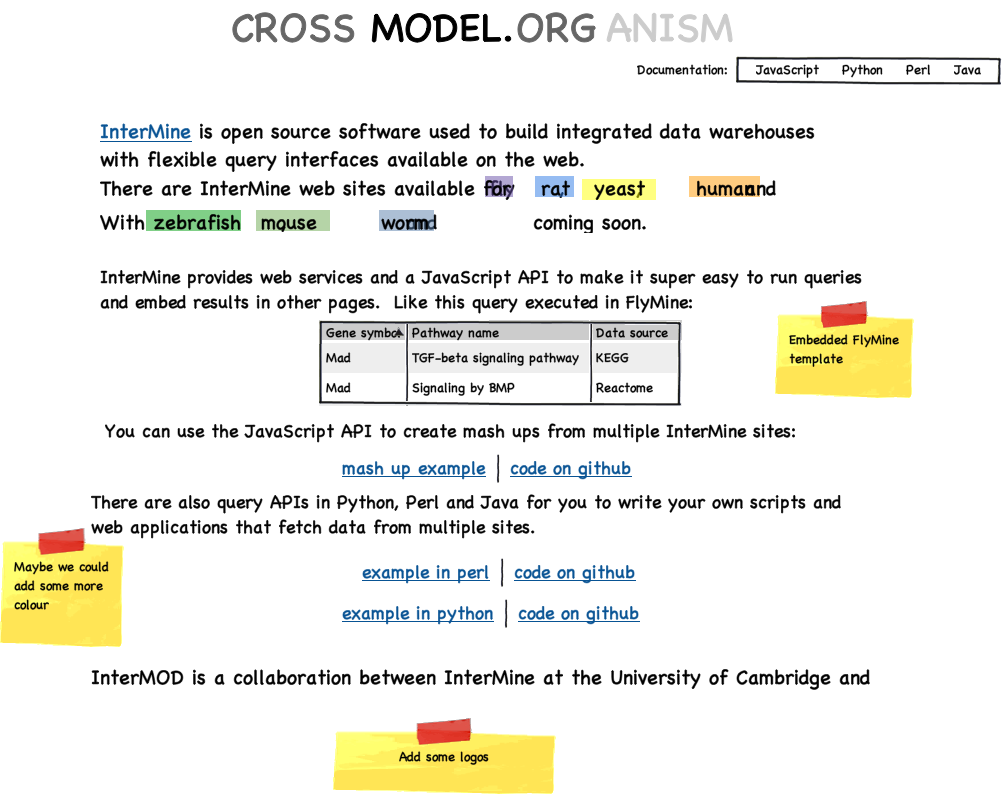 CROSS MODEL.ORG ANISM
Documentation: JavaScript Python Perl Java
InterMine is open source software used to build integrated data warehouses
with flexible query interfaces available on the web.
There are InterMine web sites available for fly, rat, yeast, human and
With zebrafish, mouse, and worm coming soon.
InterMine provides web services and a JavaScript API to make it super easy to run queries
and embed results in other pages. Like this query executed in FlyMine:
Gene symbol Pathway name Data source
Mad TGF-beta signaling pathway KEGG
Mad Signaling by BMP Reactome
Embedded FlyMine
template
You can use the JavaScript API to create mash ups from multiple InterMine sites:
mash up example | code on github
There are also query APIs in Python, Perl and Java for you to write your own scripts and
web applications that fetch data from multiple sites.
Maybe we could
add some more
colour
example in perl | code on github
example in python | code on github
InterMOD is a collaboration between InterMine at the University of Cambridge and
Add some logos